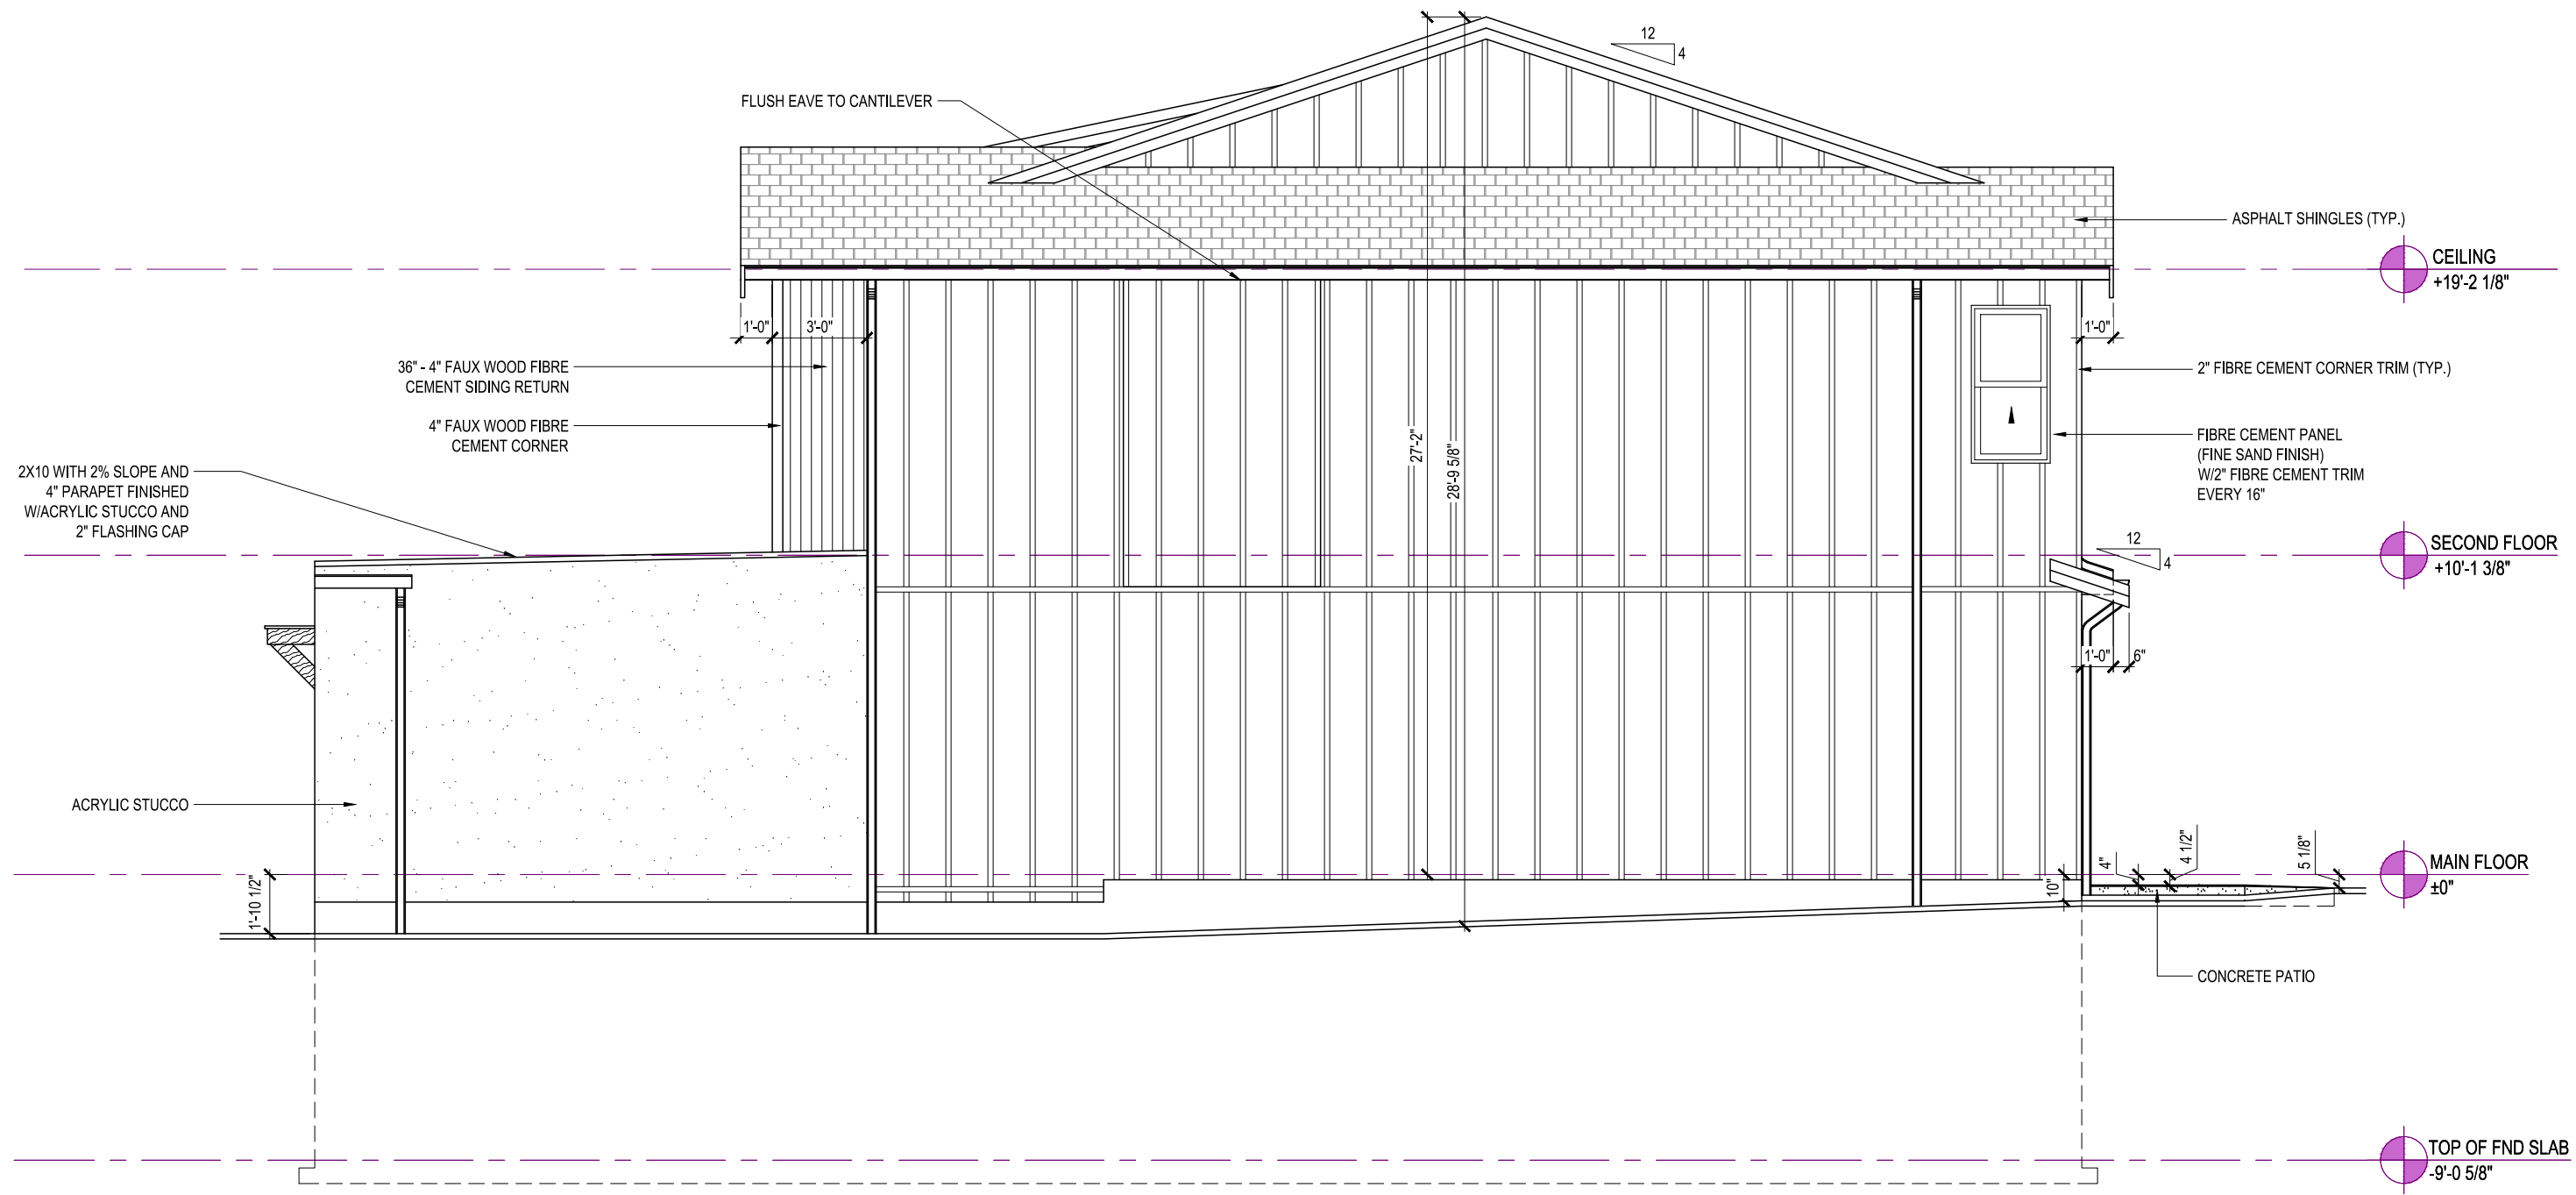 12
4
FLUSH EAVE TO CANTILEVER
ASPHALT SHINGLES (TYP.)
CEILING
+19'-2 1/8"
1'-0"
3'-0"
1'-0"
36" - 4" FAUX WOOD FIBRE
CEMENT SIDING RETURN
2" FIBRE CEMENT CORNER TRIM (TYP.)
4" FAUX WOOD FIBRE
CEMENT CORNER
27'-2"
28'-9 5/8"
FIBRE CEMENT PANEL
(FINE SAND FINISH)
W/2" FIBRE CEMENT TRIM
EVERY 16"
2X10 WITH 2% SLOPE AND
4" PARAPET FINISHED
W/ACRYLIC STUCCO AND
2" FLASHING CAP
12
4
SECOND FLOOR
+10'-1 3/8"
1'-0"
6"
ACRYLIC STUCCO
1'-10 1/2"
10"
4"
4 1/2"
5 1/8"
MAIN FLOOR
±0"
CONCRETE PATIO
TOP OF FND SLAB
-9'-0 5/8"